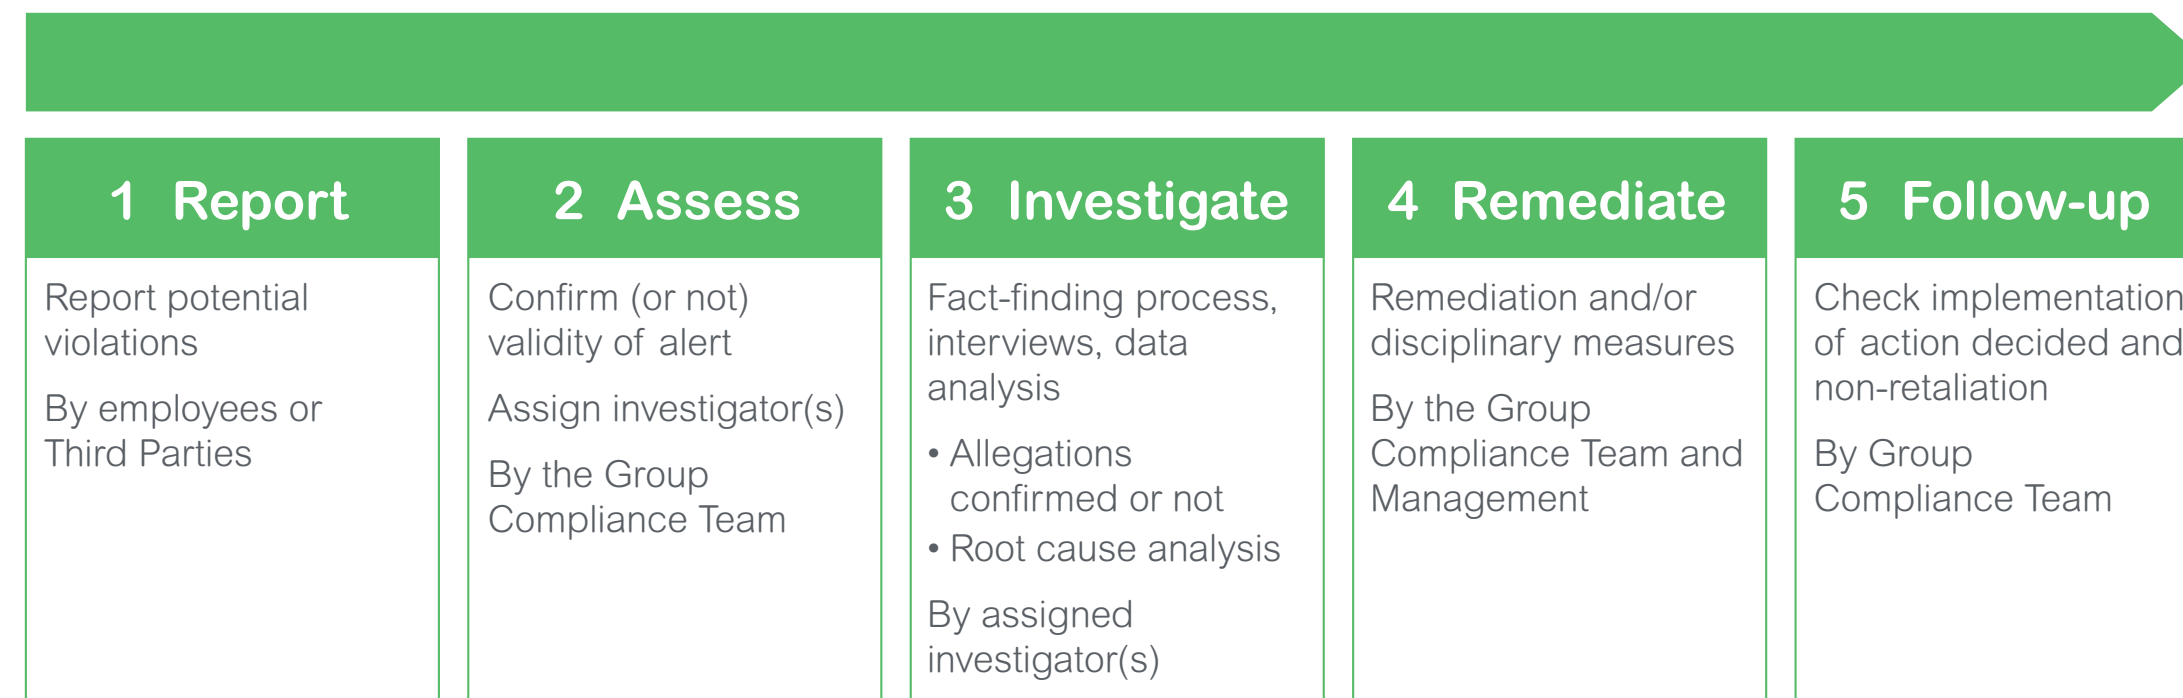 1 Report
Report potential
violations
By employees or
Third Parties
2 Assess
Confirm (or not)
validity of alert
Assign investigator(s)
By the Group
Compliance Team
3 Investigate
Fact-finding process,
interviews, data
analysis
• Allegations
confirmed or not
• Root cause analysis
By assigned
investigator(s)
4 Remediate
Remediation and/or
disciplinary measures
By the Group
Compliance Team and
Management
5 Follow-up
Check implementation
of action decided and
non-retaliation
By Group
Compliance Team